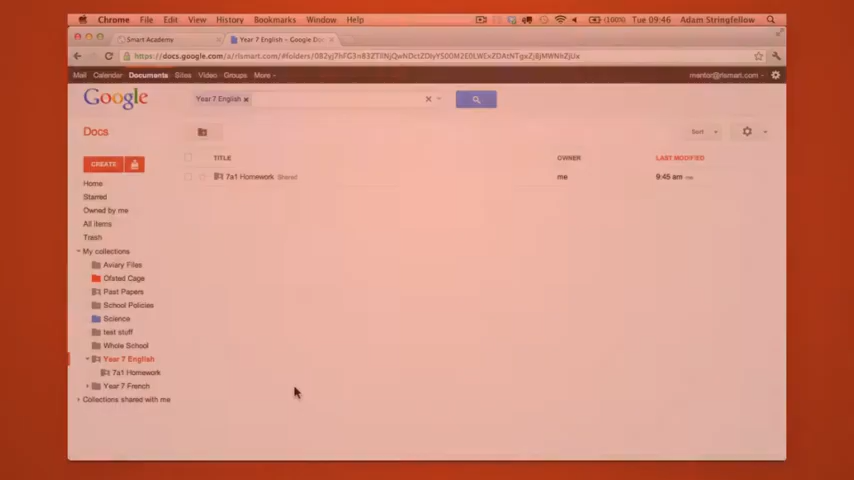 Chrome File Edit View History Bookmarks Window Help (100%) Tue 09:46 Adam Stringfellow
Smart Academy Year 7 English - Google Doc
Mail Calendar Documents Sites Video Groups More mentor@rlsmart.com
Google Year 7 English
Docs Sort
CREATE TITLE OWNER LAST MODIFIED
7a1 Homework Shared me 9:45 am me
Home
Starred
Owned by me
All items
Trash
My collections
Aviary Files
Ofsted Cage
Past Papers
School Policies
Science
test stuff
Whole School
Year 7 English
7a1 Homework
Year 7 French
Collections shared with me